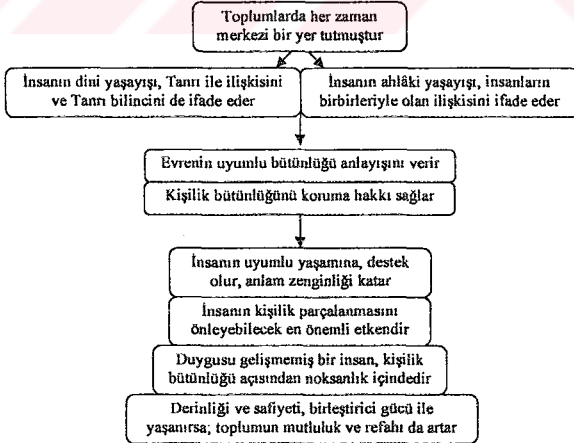 Toplumlarda her zaman
merkezi bir yer tutmuştur
İnsanın dini yaşayışı, Tanrı ile ilişkisini
ve Tanrı bilincini de ifade eder
İnsanın ahlâki yaşayışı, insanların
birbirleriyle olan ilişkisini ifade eder
Evrenin uyumlu bütünlüğü anlayışını verir
Kişilik bütünlüğünü koruma hakkı sağlar
İnsanın uyumlu yaşamına, destek
olur, anlam zenginliği katar
İnsanın kişilik parçalanmasını
önleyebilecek en önemli etkendir
Duygusu gelişmemiş bir insan, kişilik
bütünlüğü açısından noksanlık içindedir
Derinliği ve safiyeti, birleştirici gücü ile
yaşanırsa; toplumun mutluluk ve refahı da artar